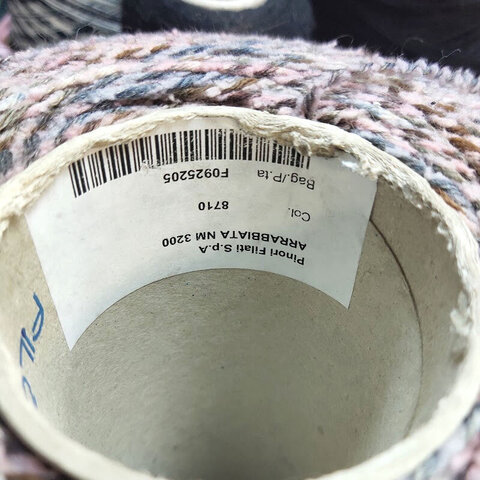 Pinori Filati S.p.A
ARRABBIATA NM 3200
Col. 8710
Bag./P.ta F0925205